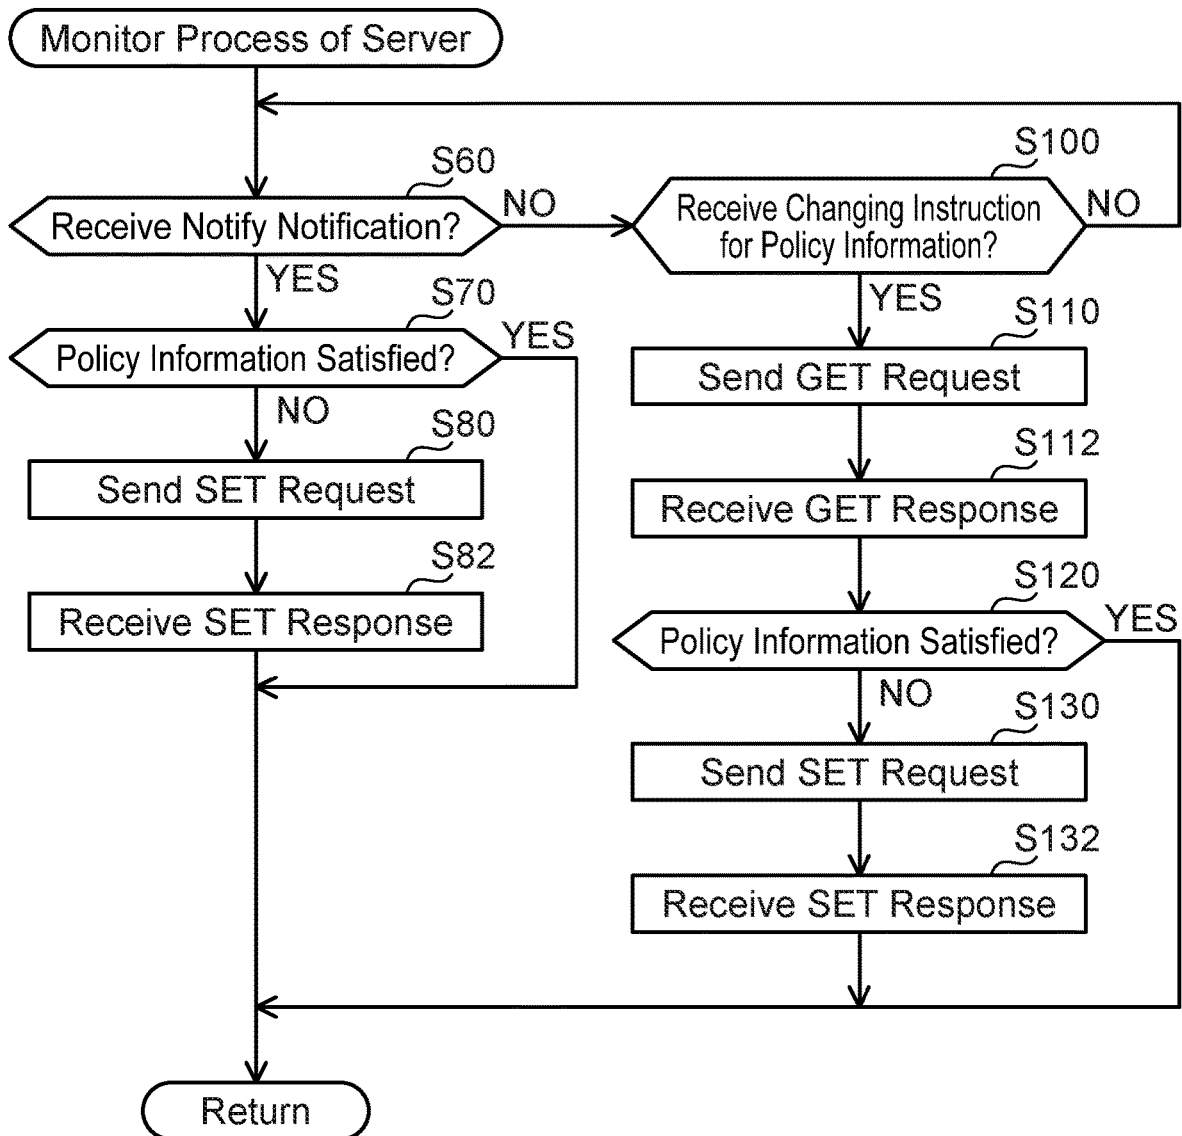 Monitor Process of Server
S60
Receive Notify Notification?
NO
YES
S70
Policy Information Satisfied?
YES
NO
S80
Send SET Request
S82
Receive SET Response
S100
Receive Changing Instruction
for Policy Information?
NO
YES
S110
Send GET Request
S112
Receive GET Response
S120
Policy Information Satisfied?
YES
NO
S130
Send SET Request
S132
Receive SET Response
Return